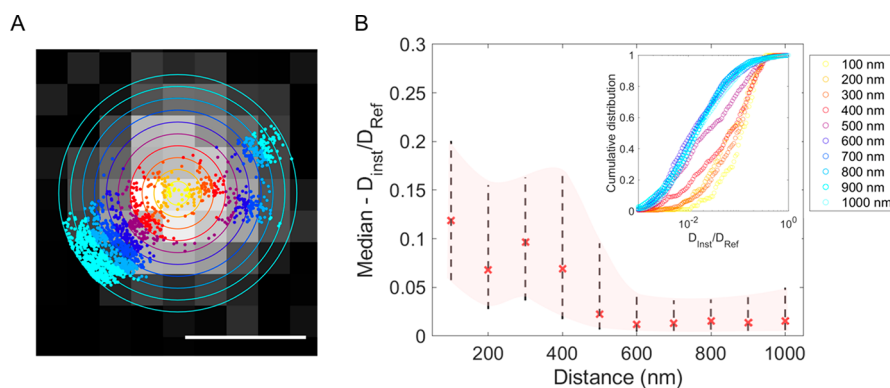 A
B
Median - D_inst/D_Ref
0.3
0.25
0.2
0.15
0.1
0.05
0
200
400
600
800
1000
Distance (nm)
Cumulative distribution
1
0.8
0.6
0.4
0.2
0
10^-2
10^0
D_Inst/D_Ref
100 nm
200 nm
300 nm
400 nm
500 nm
600 nm
700 nm
800 nm
900 nm
1000 nm